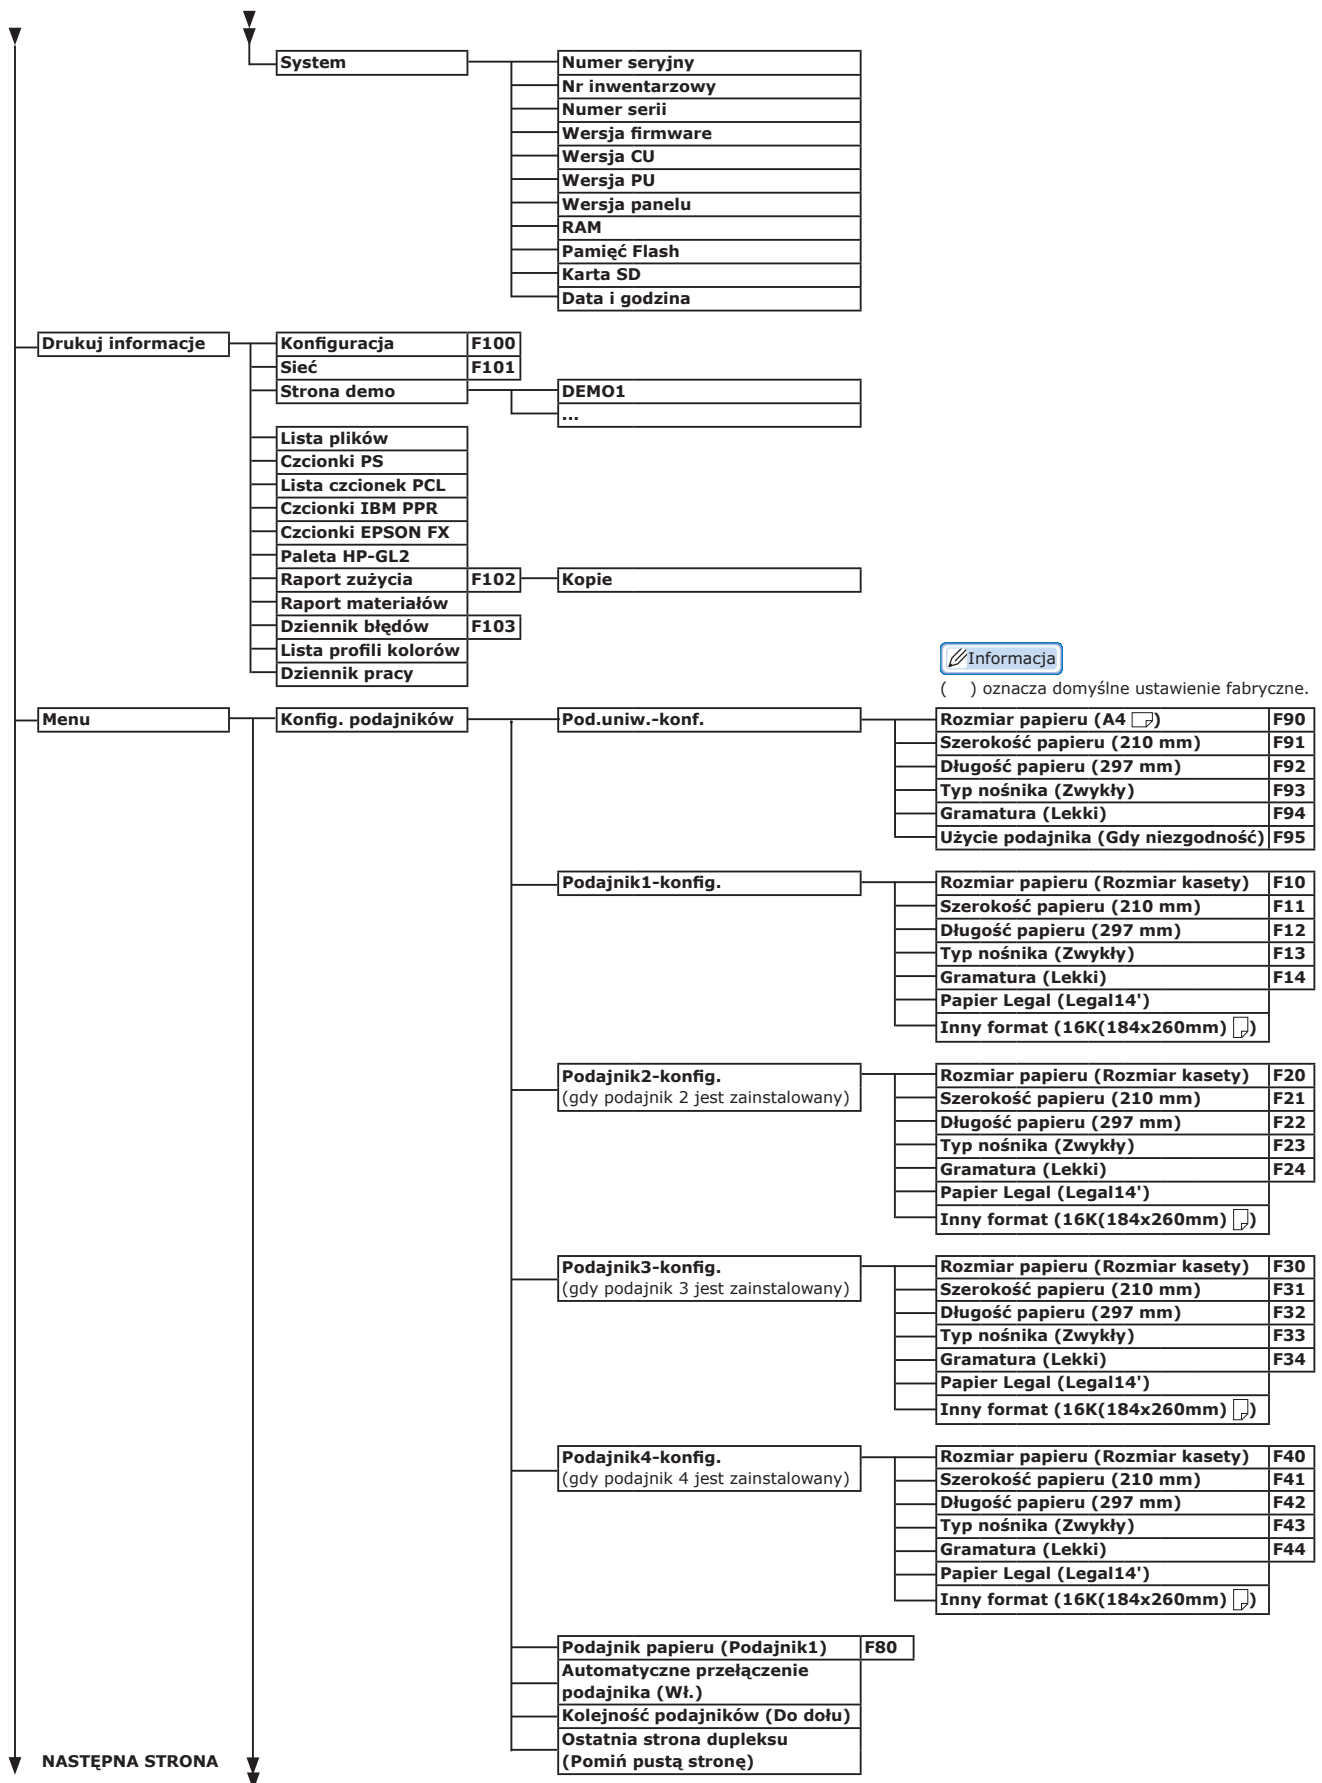 System
Numer seryjny
Nr inwentarzowy
Numer serii
Wersja firmware
Wersja CU
Wersja PU
Wersja panelu
RAM
Pamięć Flash
Karta SD
Data i godzina
Drukuj informacje
Konfiguracja F100
Sieć F101
Strona demo
DEMO1
...
Lista plików
Czcionki PS
Lista czcionek PCL
Czcionki IBM PPR
Czcionki EPSON FX
Paleta HP-GL2
Raport zużycia F102 Kopie
Raport materiałów
Dziennik błędów F103
Lista profili kolorów
Dziennik pracy
Informacja
( ) oznacza domyślne ustawienie fabryczne.
Menu
Konfig. podajników
Pod.uniw.-konf.
Rozmiar papieru (A4 ) F90
Szerokość papieru (210 mm) F91
Długość papieru (297 mm) F92
Typ nośnika (Zwykły) F93
Gramatura (Lekki) F94
Użycie podajnika (Gdy niezgodność) F95
Podajnik1-konfig.
Rozmiar papieru (Rozmiar kasety) F10
Szerokość papieru (210 mm) F11
Długość papieru (297 mm) F12
Typ nośnika (Zwykły) F13
Gramatura (Lekki) F14
Papier Legal (Legal14')
Inny format (16K(184x260mm) )
Podajnik2-konfig.
(gdy podajnik 2 jest zainstalowany)
Rozmiar papieru (Rozmiar kasety) F20
Szerokość papieru (210 mm) F21
Długość papieru (297 mm) F22
Typ nośnika (Zwykły) F23
Gramatura (Lekki) F24
Papier Legal (Legal14')
Inny format (16K(184x260mm) )
Podajnik3-konfig.
(gdy podajnik 3 jest zainstalowany)
Rozmiar papieru (Rozmiar kasety) F30
Szerokość papieru (210 mm) F31
Długość papieru (297 mm) F32
Typ nośnika (Zwykły) F33
Gramatura (Lekki) F34
Papier Legal (Legal14')
Inny format (16K(184x260mm) )
Podajnik4-konfig.
(gdy podajnik 4 jest zainstalowany)
Rozmiar papieru (Rozmiar kasety) F40
Szerokość papieru (210 mm) F41
Długość papieru (297 mm) F42
Typ nośnika (Zwykły) F43
Gramatura (Lekki) F44
Papier Legal (Legal14')
Inny format (16K(184x260mm) )
Podajnik papieru (Podajnik1) F80
Automatyczne przełączenie
podajnika (Wł.)
Kolejność podajników (Do dołu)
Ostatnia strona dupleksu
(Pomiń pustą stronę)
NASTĘPNA STRONA